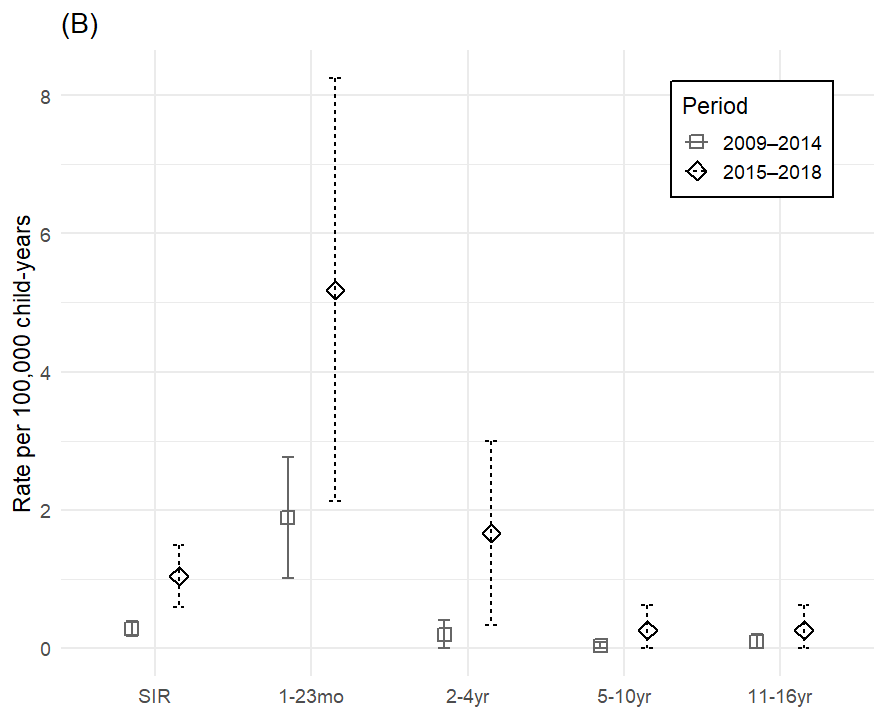 (B)
Rate per 100,000 child-years
8
6
4
2
0
Period
2009–2014
2015–2018
SIR
1-23mo
2-4yr
5-10yr
11-16yr